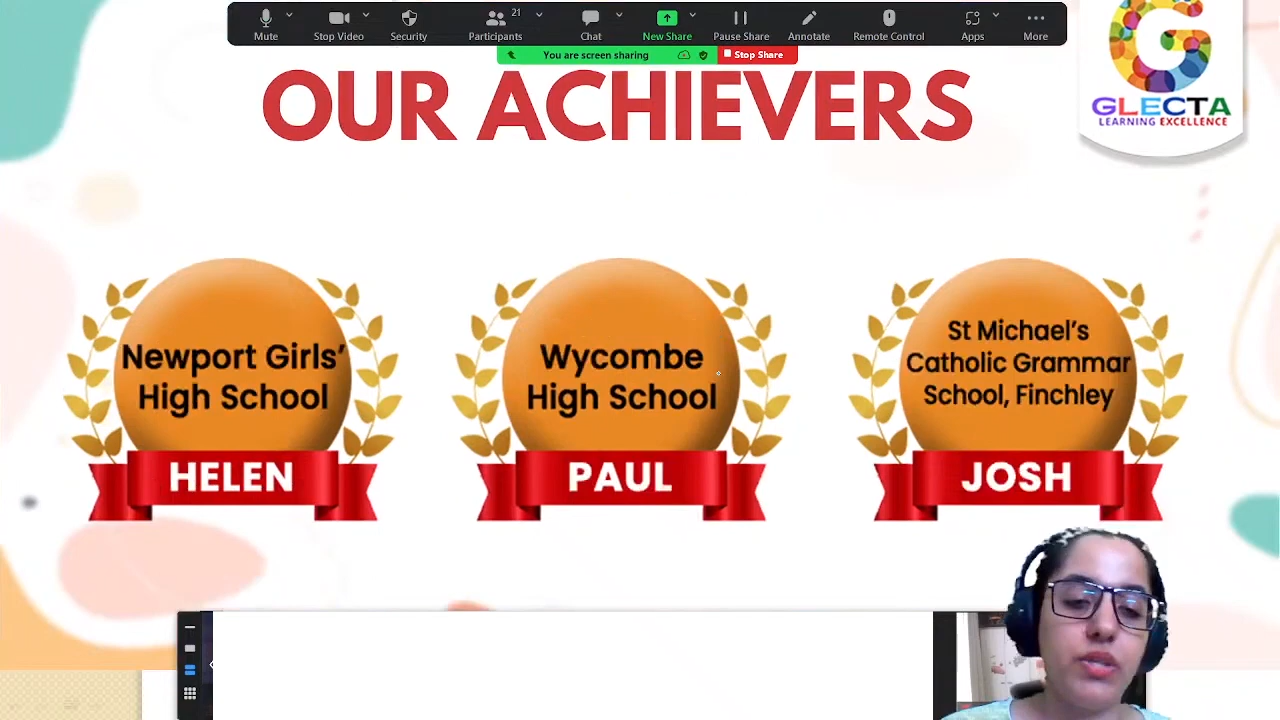 21
Mute
Stop Video
Security
Participants
Chat
New Share
Pause Share
Annotate
Remote Control
Apps
More
You are screen sharing
Stop Share
OUR ACHIEVERS
G
GLECTA
LEARNING EXCELLENCE
Newport Girls’
High School
HELEN
Wycombe
High School
PAUL
St Michael’s
Catholic Grammar
School, Finchley
JOSH